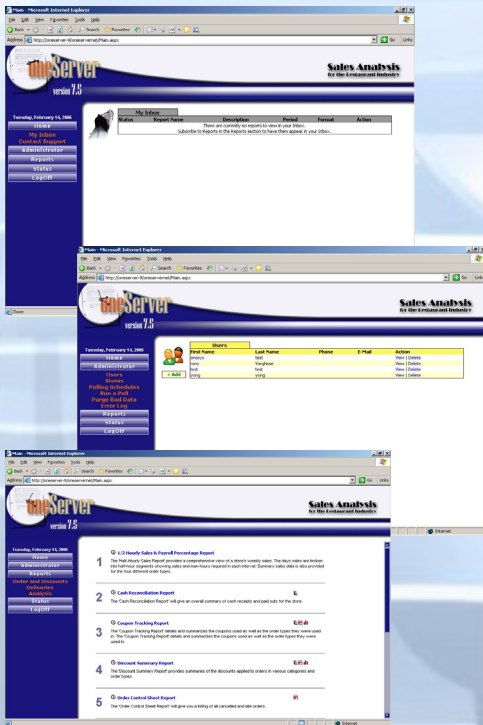 Main - Microsoft Internet Explorer
File Edit View Favorites Tools Help
Back Search Favorites
Address http://oneserver-9/oneservernet/Main.aspx Go Links
oneServer
version 7.5
Sales Analysis
for the Restaurant Industry
Tuesday, February 14, 2006
Home
My Inbox
Contact Support
Administrator
Reports
Status
LogOff
My Inbox
Status Report Name Description Period Format Action
There are currently no reports to view in your Inbox.
Subscribe to Reports in the Reports section to have them appear in your Inbox.
Done
Main - Microsoft Internet Explorer
File Edit View Favorites Tools Help
Back Search Favorites
Address http://oneserver-9/oneservernet/Main.aspx Go Links
oneServer
version 7.5
Sales Analysis
for the Restaurant Industry
Tuesday, February 14, 2006
Home
Administrator
Users
Stores
Polling Schedules
Run a Poll
Purge Bad Data
Error Log
Reports
Status
LogOff
Users
+ Add
First Name Last Name Phone E-Mail Action
test View | Delete
Varghese View | Delete
test test View | Delete
yong yong View | Delete
Internet
Main - Microsoft Internet Explorer
File Edit View Favorites Tools Help
Back Search Favorites
Address http://oneserver-9/oneservernet/Main.aspx Go Links
oneServer
version 7.5
Sales Analysis
for the Restaurant Industry
Tuesday, February 14, 2006
Home
Administrator
Reports
Order and Discounts
Deliveries
Analysis
Status
LogOff
1 1/2 Hourly Sales & Payroll Percentage Report
The 'Half-Hourly Sales Report' provides a comprehensive view of a store's weekly sales. The days sales are broken
into half-hour segments showing sales and man-hours required in each interval. Summary sales data is also provided
for the four different order types.
2 Cash Reconciliation Report
The 'Cash Reconciliation Report' will give an overall summary of cash receipts and paid outs for the store.
3 Coupon Tracking Report
The 'Coupon Tracking Report' details and summarizes the coupons used as well as the order types they were used
in. The 'Coupon Tracking Report' details and summarizes the coupons used as well as the order types they were
used in.
4 Discount Summary Report
The 'Discount Summary Report' provides summaries of the discounts applied to orders in various categories and
order types.
5 Order Control Sheet Report
The 'Order Control Sheet Report' will give you a listing of all cancelled and late orders.
Internet